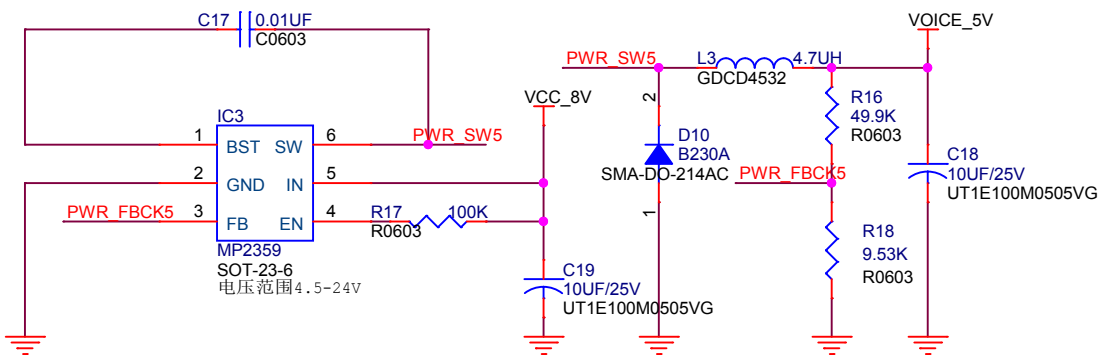 C17 0.01UF
C0603
VOICE_5V
PWR_SW5
L3 4.7UH
GDCD4532
VCC_8V
IC3
1 BST SW 6 PWR_SW5
2 GND IN 5
PWR_FBCK5 3 FB EN 4
R17 100K
R0603
MP2359
SOT-23-6
电压范围4.5-24V
C19
10UF/25V
UT1E100M0505VG
2
D10
B230A
SMA-DO-214AC
1
R16
49.9K
R0603
PWR_FBCK5
C18
10UF/25V
UT1E100M0505VG
R18
9.53K
R0603